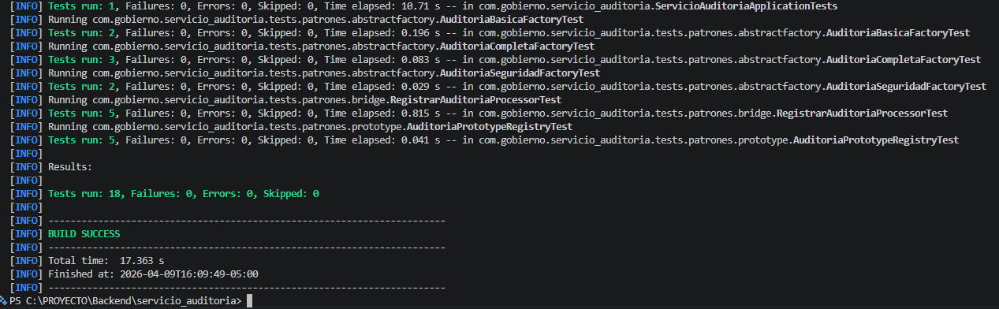 [INFO] Tests run: 1, Failures: 0, Errors: 0, Skipped: 0, Time elapsed: 10.71 s -- in com.gobierno.servicio_auditoria.ServicioAuditoriaApplicationTests
[INFO] Running com.gobierno.servicio_auditoria.tests.patrones.abstractfactory.AuditoriaBasicaFactoryTest
[INFO] Tests run: 2, Failures: 0, Errors: 0, Skipped: 0, Time elapsed: 0.196 s -- in com.gobierno.servicio_auditoria.tests.patrones.abstractfactory.AuditoriaBasicaFactoryTest
[INFO] Running com.gobierno.servicio_auditoria.tests.patrones.abstractfactory.AuditoriaCompletaFactoryTest
[INFO] Tests run: 3, Failures: 0, Errors: 0, Skipped: 0, Time elapsed: 0.083 s -- in com.gobierno.servicio_auditoria.tests.patrones.abstractfactory.AuditoriaCompletaFactoryTest
[INFO] Running com.gobierno.servicio_auditoria.tests.patrones.abstractfactory.AuditoriaSeguridadFactoryTest
[INFO] Tests run: 2, Failures: 0, Errors: 0, Skipped: 0, Time elapsed: 0.029 s -- in com.gobierno.servicio_auditoria.tests.patrones.abstractfactory.AuditoriaSeguridadFactoryTest
[INFO] Running com.gobierno.servicio_auditoria.tests.patrones.bridge.RegistrarAuditoriaProcessorTest
[INFO] Tests run: 5, Failures: 0, Errors: 0, Skipped: 0, Time elapsed: 0.815 s -- in com.gobierno.servicio_auditoria.tests.patrones.bridge.RegistrarAuditoriaProcessorTest
[INFO] Running com.gobierno.servicio_auditoria.tests.patrones.prototype.AuditoriaPrototypeRegistryTest
[INFO] Tests run: 5, Failures: 0, Errors: 0, Skipped: 0, Time elapsed: 0.041 s -- in com.gobierno.servicio_auditoria.tests.patrones.prototype.AuditoriaPrototypeRegistryTest
[INFO]
[INFO] Results:
[INFO]
[INFO] Tests run: 18, Failures: 0, Errors: 0, Skipped: 0
[INFO]
[INFO] ------------------------------------------------------------------------
[INFO] BUILD SUCCESS
[INFO] ------------------------------------------------------------------------
[INFO] Total time:  17.363 s
[INFO] Finished at: 2026-04-09T16:09:49-05:00
[INFO] ------------------------------------------------------------------------
PS C:\PROYECTO\Backend\servicio_auditoria>